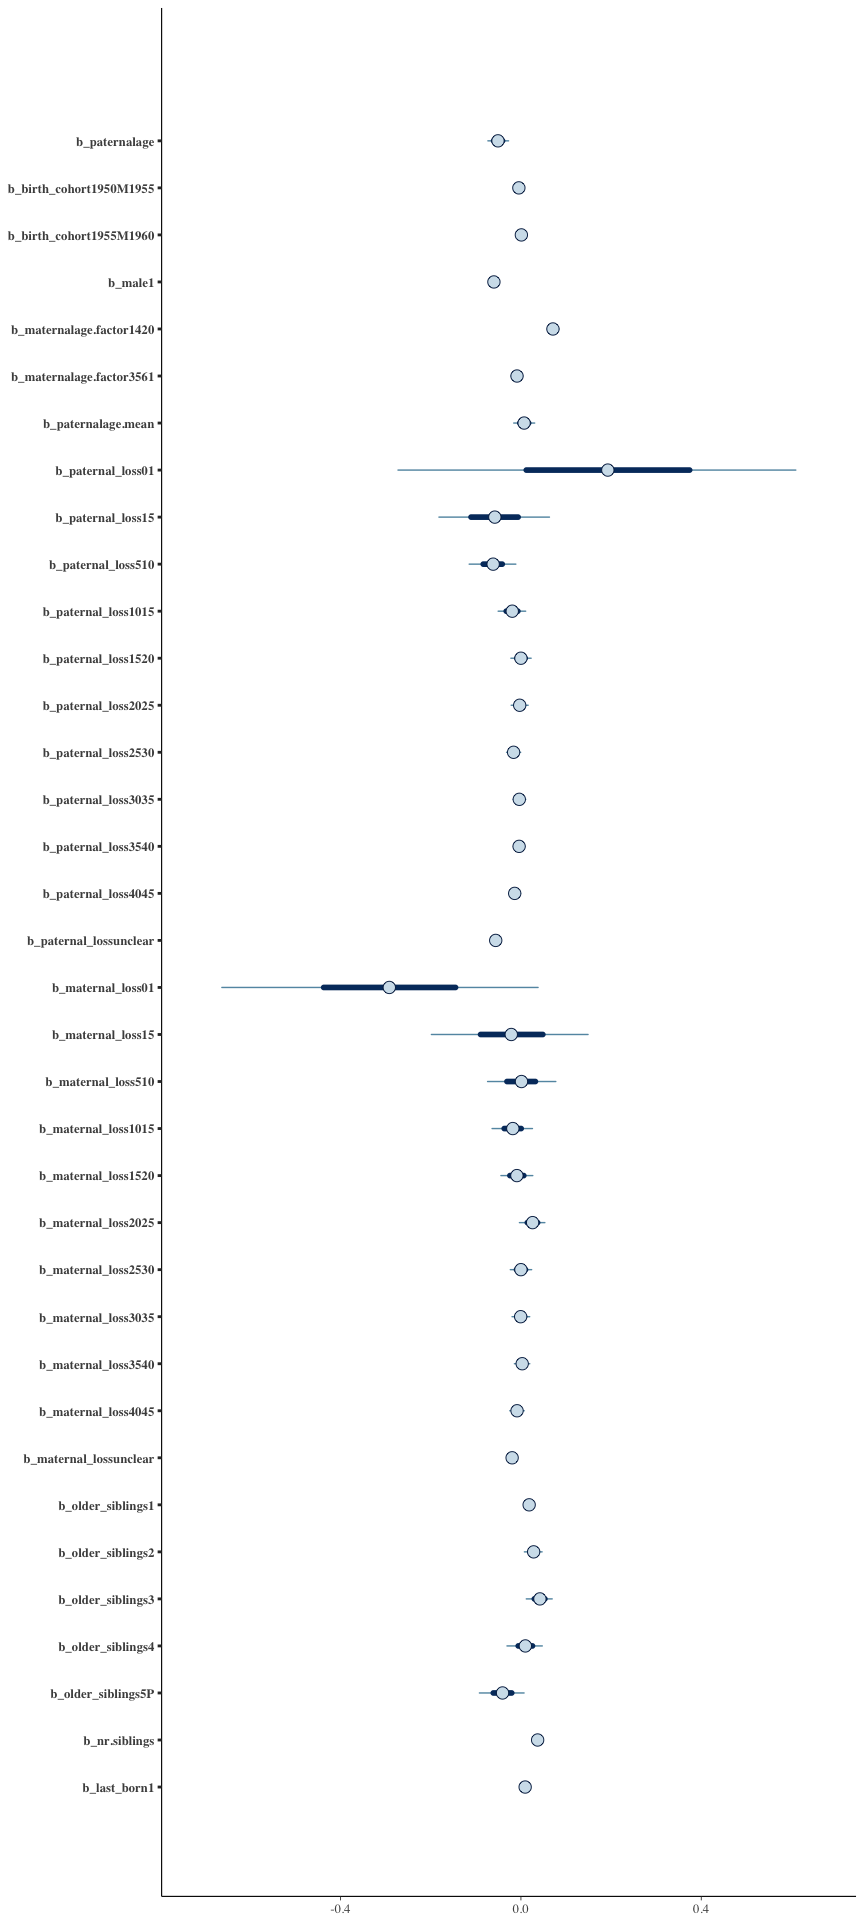 b_paternalage
b_birth_cohort1950M1955
b_birth_cohort1955M1960
b_male1
b_maternalage.factor1420
b_maternalage.factor3561
b_paternalage.mean
b_paternal_loss01
b_paternal_loss15
b_paternal_loss510
b_paternal_loss1015
b_paternal_loss1520
b_paternal_loss2025
b_paternal_loss2530
b_paternal_loss3035
b_paternal_loss3540
b_paternal_loss4045
b_paternal_lossunclear
b_maternal_loss01
b_maternal_loss15
b_maternal_loss510
b_maternal_loss1015
b_maternal_loss1520
b_maternal_loss2025
b_maternal_loss2530
b_maternal_loss3035
b_maternal_loss3540
b_maternal_loss4045
b_maternal_lossunclear
b_older_siblings1
b_older_siblings2
b_older_siblings3
b_older_siblings4
b_older_siblings5P
b_nr.siblings
b_last_born1
-0.4 0.0 0.4